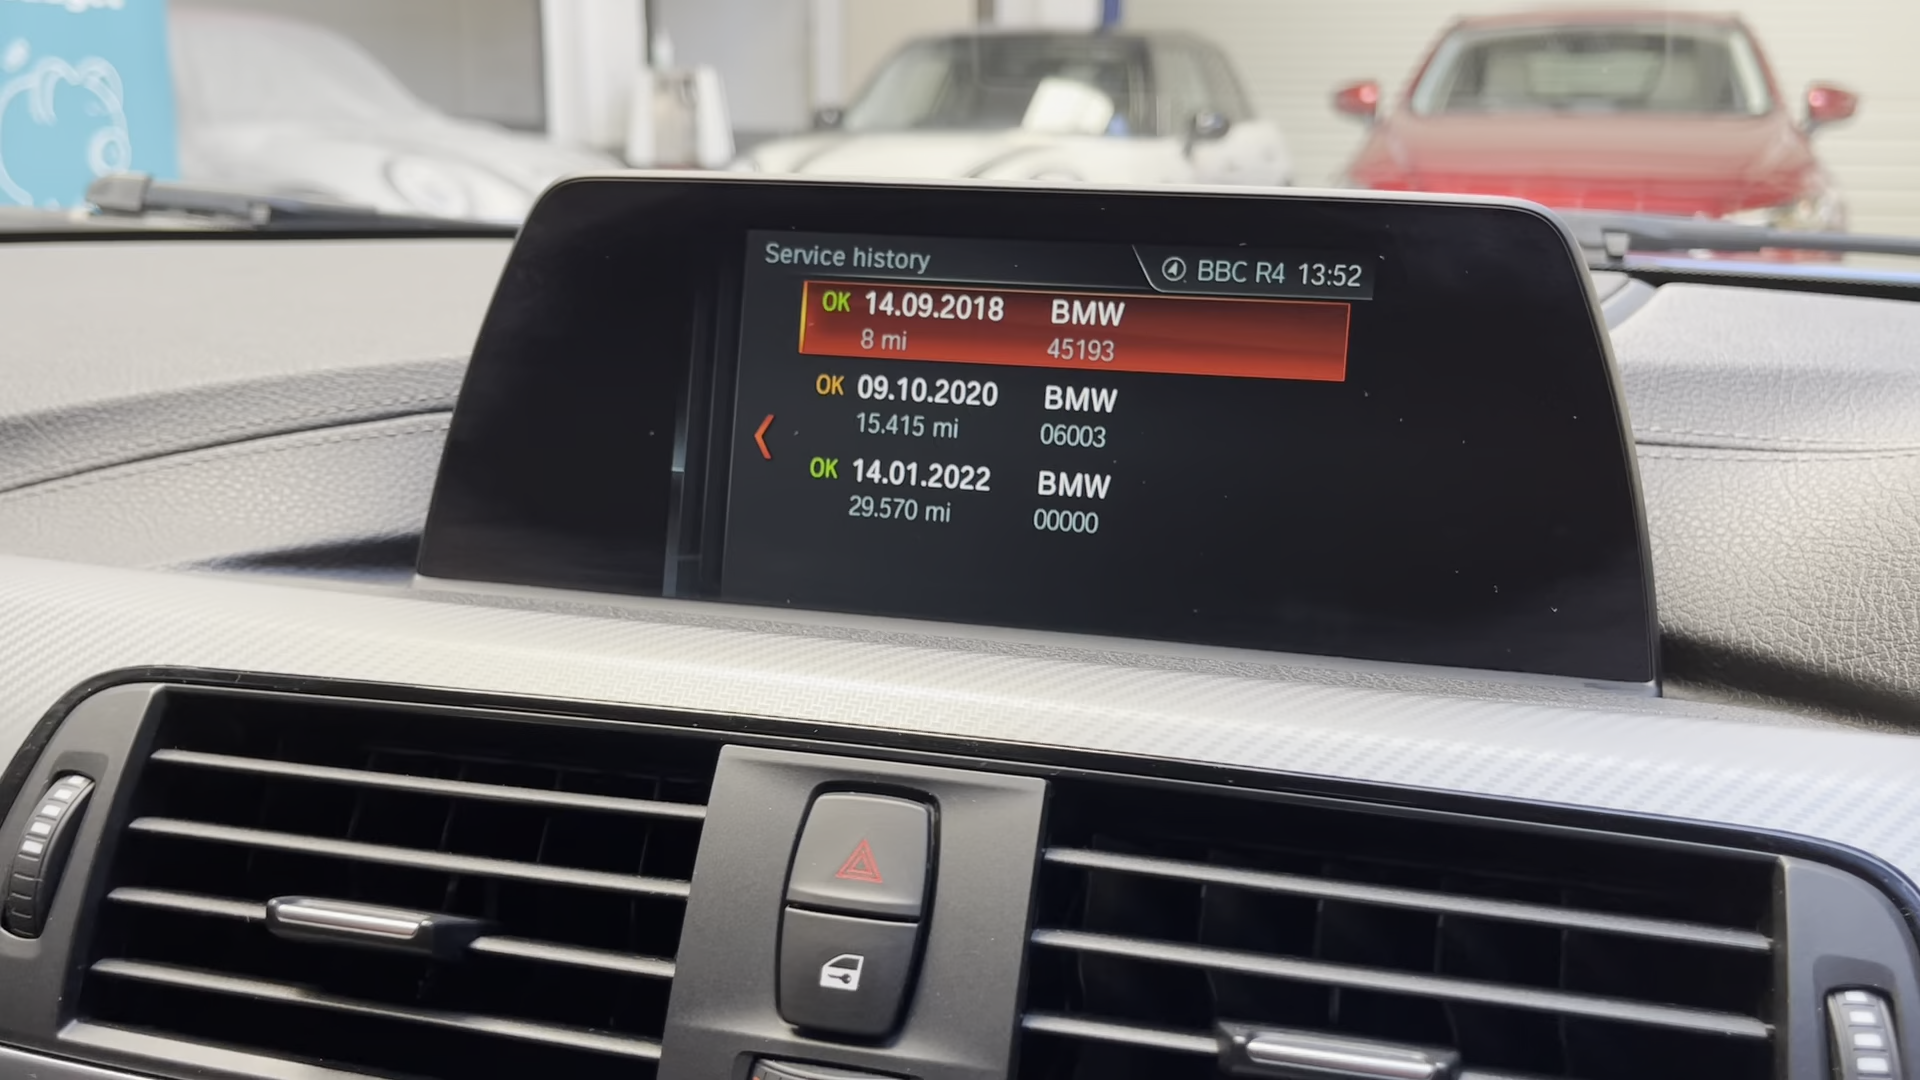 Service history
BBC R4 13:52
OK 14.09.2018 BMW
8 mi 45193
OK 09.10.2020 BMW
15.415 mi 06003
OK 14.01.2022 BMW
29.570 mi 00000